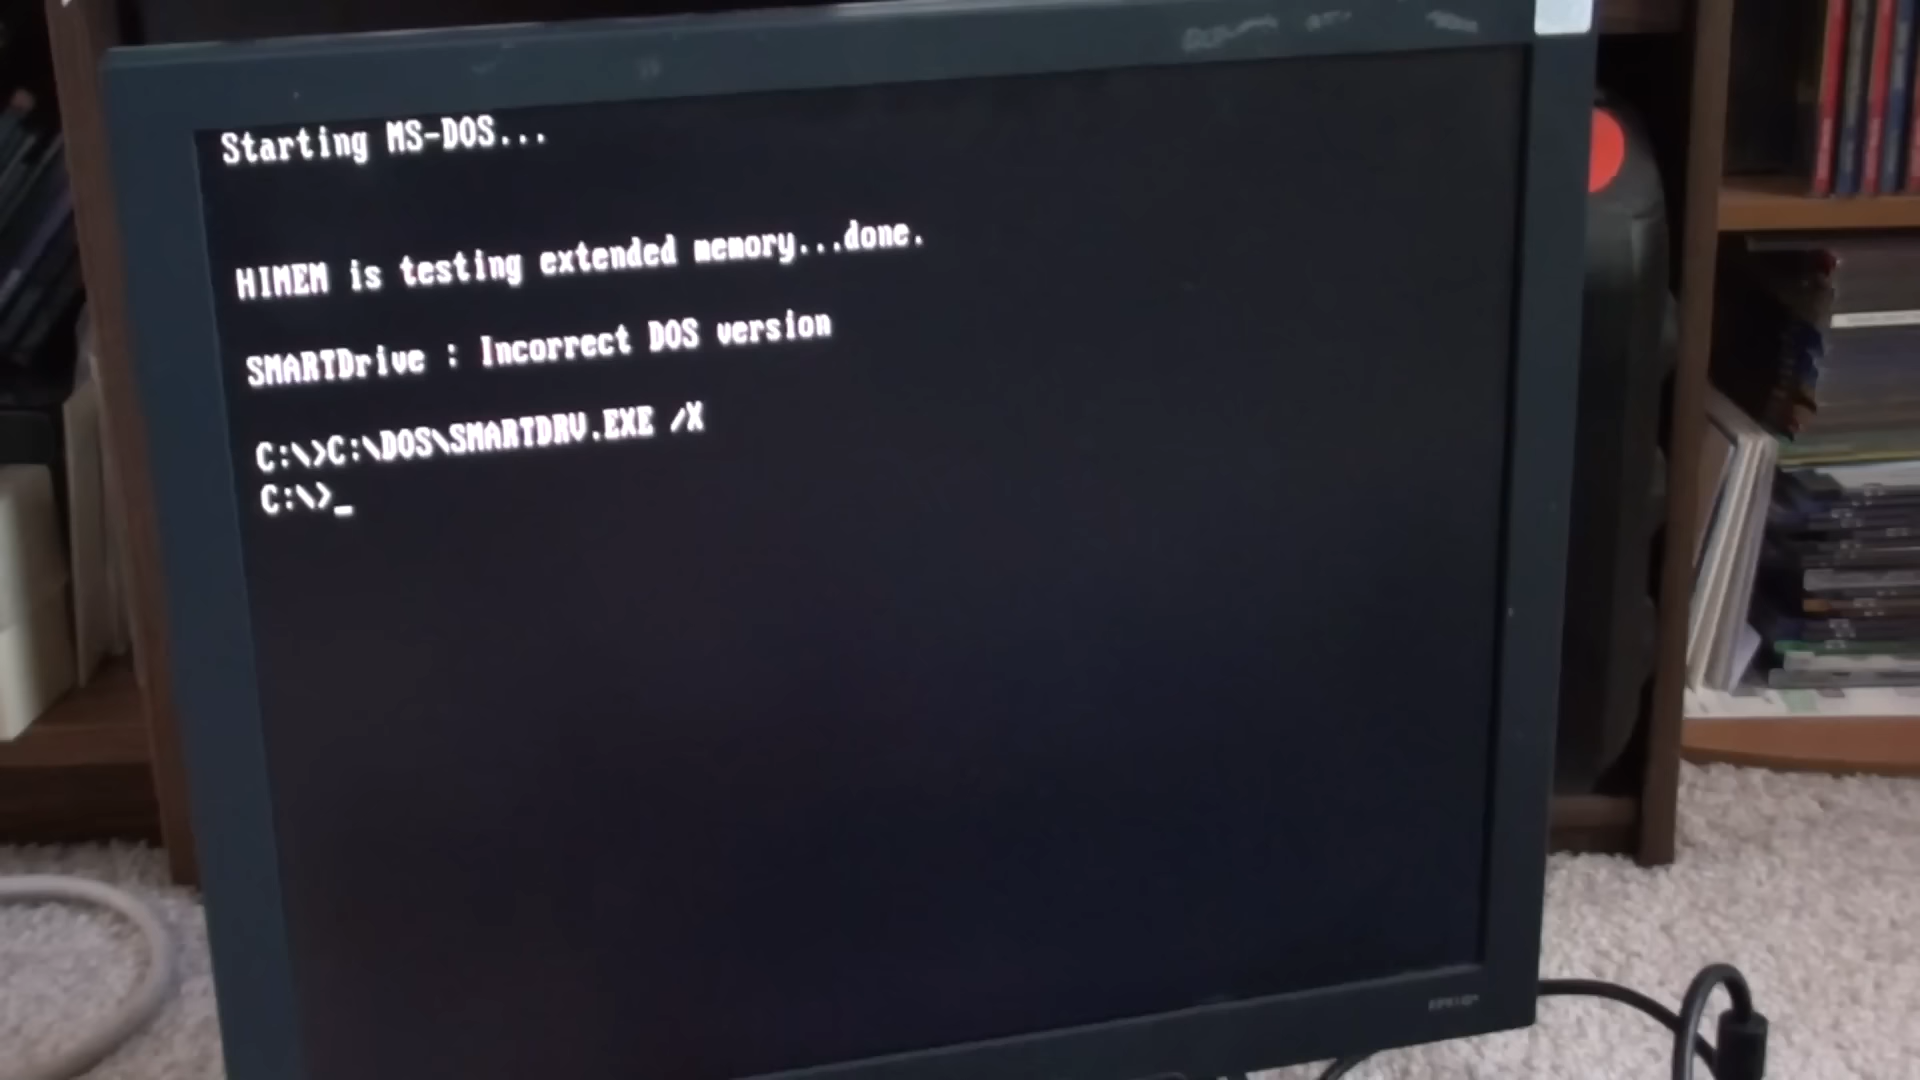 Starting MS-DOS...
HIMEM is testing extended memory...done.
SMARTDrive : Incorrect DOS version
C:\>C:\DOS\SMARTDRV.EXE /X
C:\>_